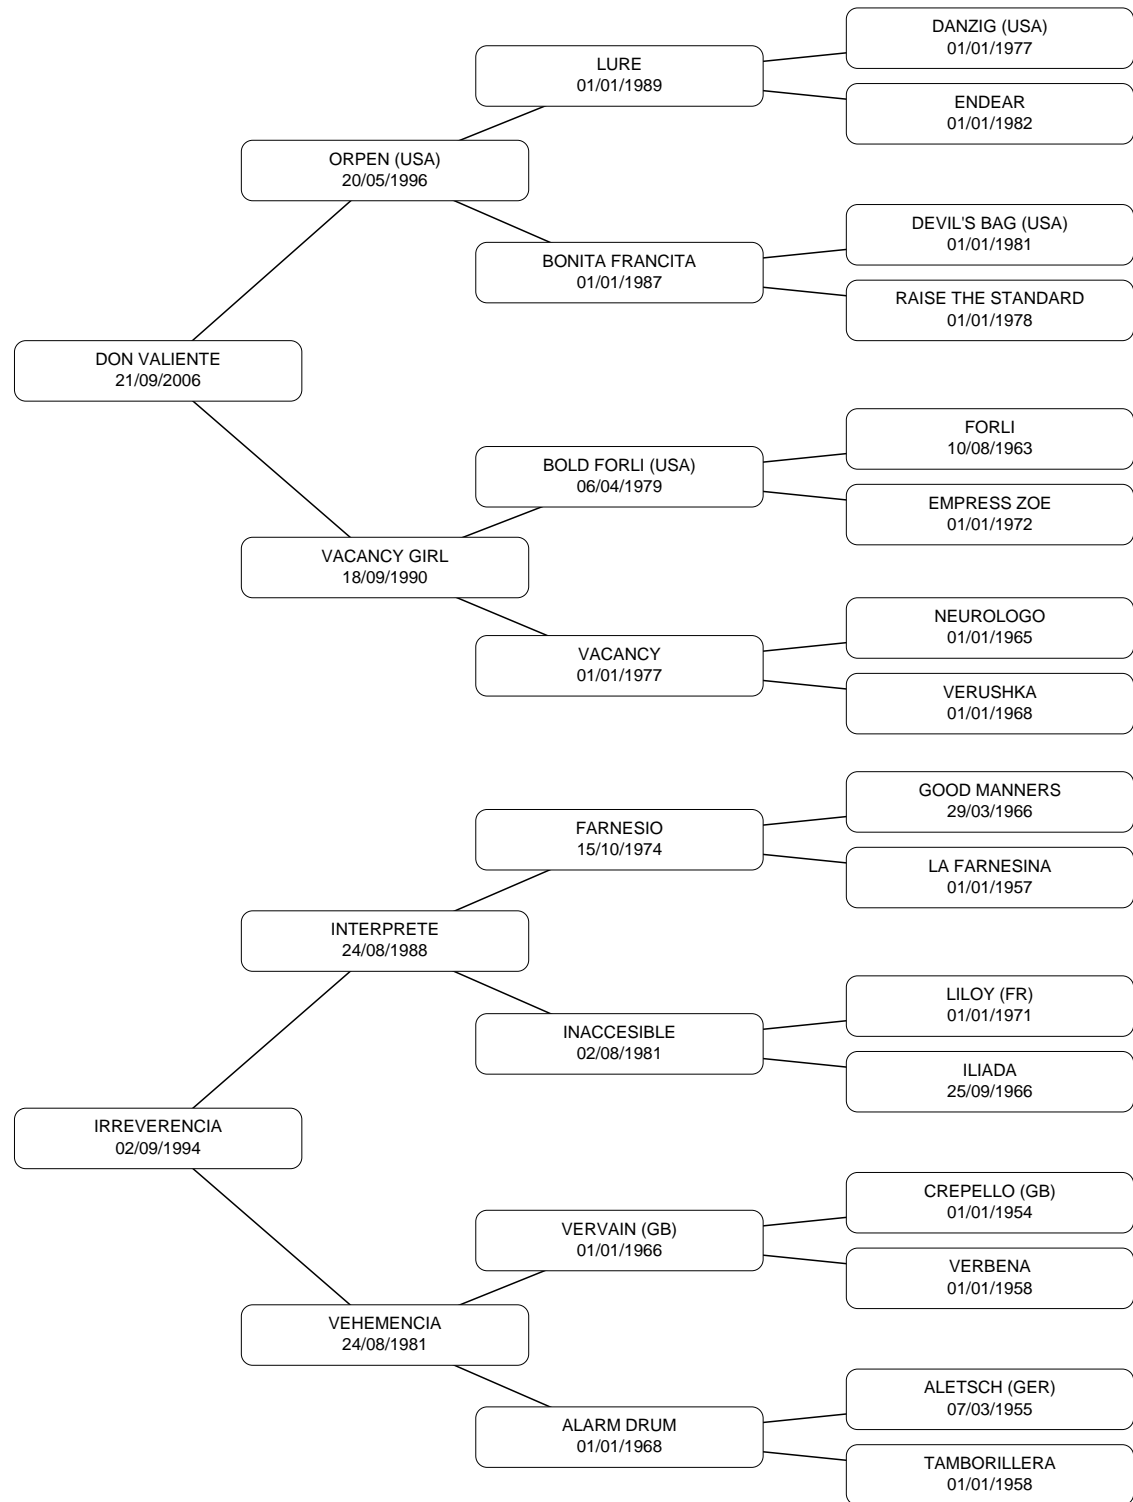 DANZIG (USA)
01/01/1977
LURE
01/01/1989
ENDEAR
01/01/1982
ORPEN (USA)
20/05/1996
DEVIL'S BAG (USA)
01/01/1981
BONITA FRANCITA
01/01/1987
RAISE THE STANDARD
01/01/1978
DON VALIENTE
21/09/2006
FORLI
10/08/1963
BOLD FORLI (USA)
06/04/1979
EMPRESS ZOE
01/01/1972
VACANCY GIRL
18/09/1990
NEUROLOGO
01/01/1965
VACANCY
01/01/1977
VERUSHKA
01/01/1968
GOOD MANNERS
29/03/1966
FARNESIO
15/10/1974
LA FARNESINA
01/01/1957
INTERPRETE
24/08/1988
LILOY (FR)
01/01/1971
INACCESIBLE
02/08/1981
ILIADA
25/09/1966
IRREVERENCIA
02/09/1994
CREPELLO (GB)
01/01/1954
VERVAIN (GB)
01/01/1966
VERBENA
01/01/1958
VEHEMENCIA
24/08/1981
ALETSCH (GER)
07/03/1955
ALARM DRUM
01/01/1968
TAMBORILLERA
01/01/1958